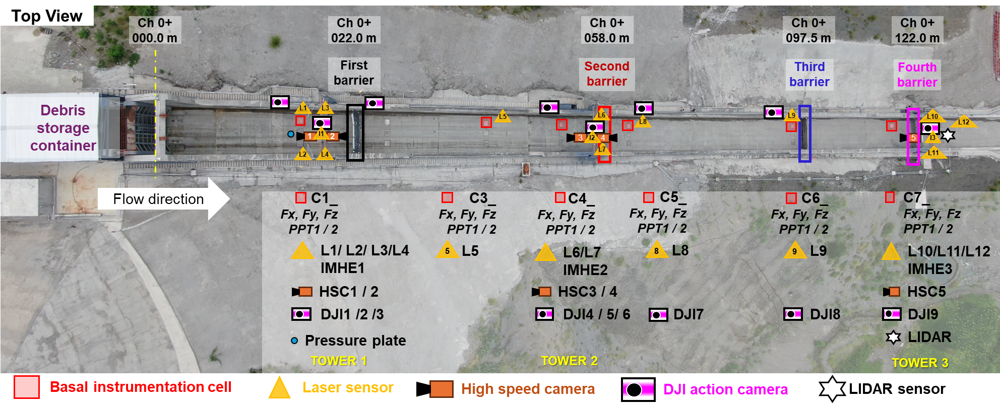 Top View
Ch 0+
000.0 m
Ch 0+
022.0 m
Ch 0+
058.0 m
Ch 0+
097.5 m
Ch 0+
122.0 m
First
barrier
Second
barrier
Third
barrier
Fourth
barrier
Debris
storage
container
L1
L3
L5
L6
L8
L9
L10
L12
1
I1
2
3
I2
4
5
I3
L2
L4
L7
L11
Flow direction
C1_
Fx, Fy, Fz
PPT1 / 2
L1/ L2/ L3/L4
IMHE1
HSC1 / 2
DJI1 /2 /3
Pressure plate
TOWER 1
C3_
Fx, Fy, Fz
PPT1 / 2
5
L5
C4_
Fx, Fy, Fz
PPT1 / 2
L6/L7
IMHE2
HSC3 / 4
DJI4 / 5/ 6
TOWER 2
C5_
Fx, Fy, Fz
PPT1 / 2
8
L8
DJI7
C6_
Fx, Fy, Fz
PPT1 / 2
9
L9
DJI8
C7_
Fx, Fy, Fz
PPT1 / 2
L10/L11/L12
IMHE3
HSC5
DJI9
LIDAR
TOWER 3
Basal instrumentation cell
Laser sensor
High speed camera
DJI action camera
LIDAR sensor